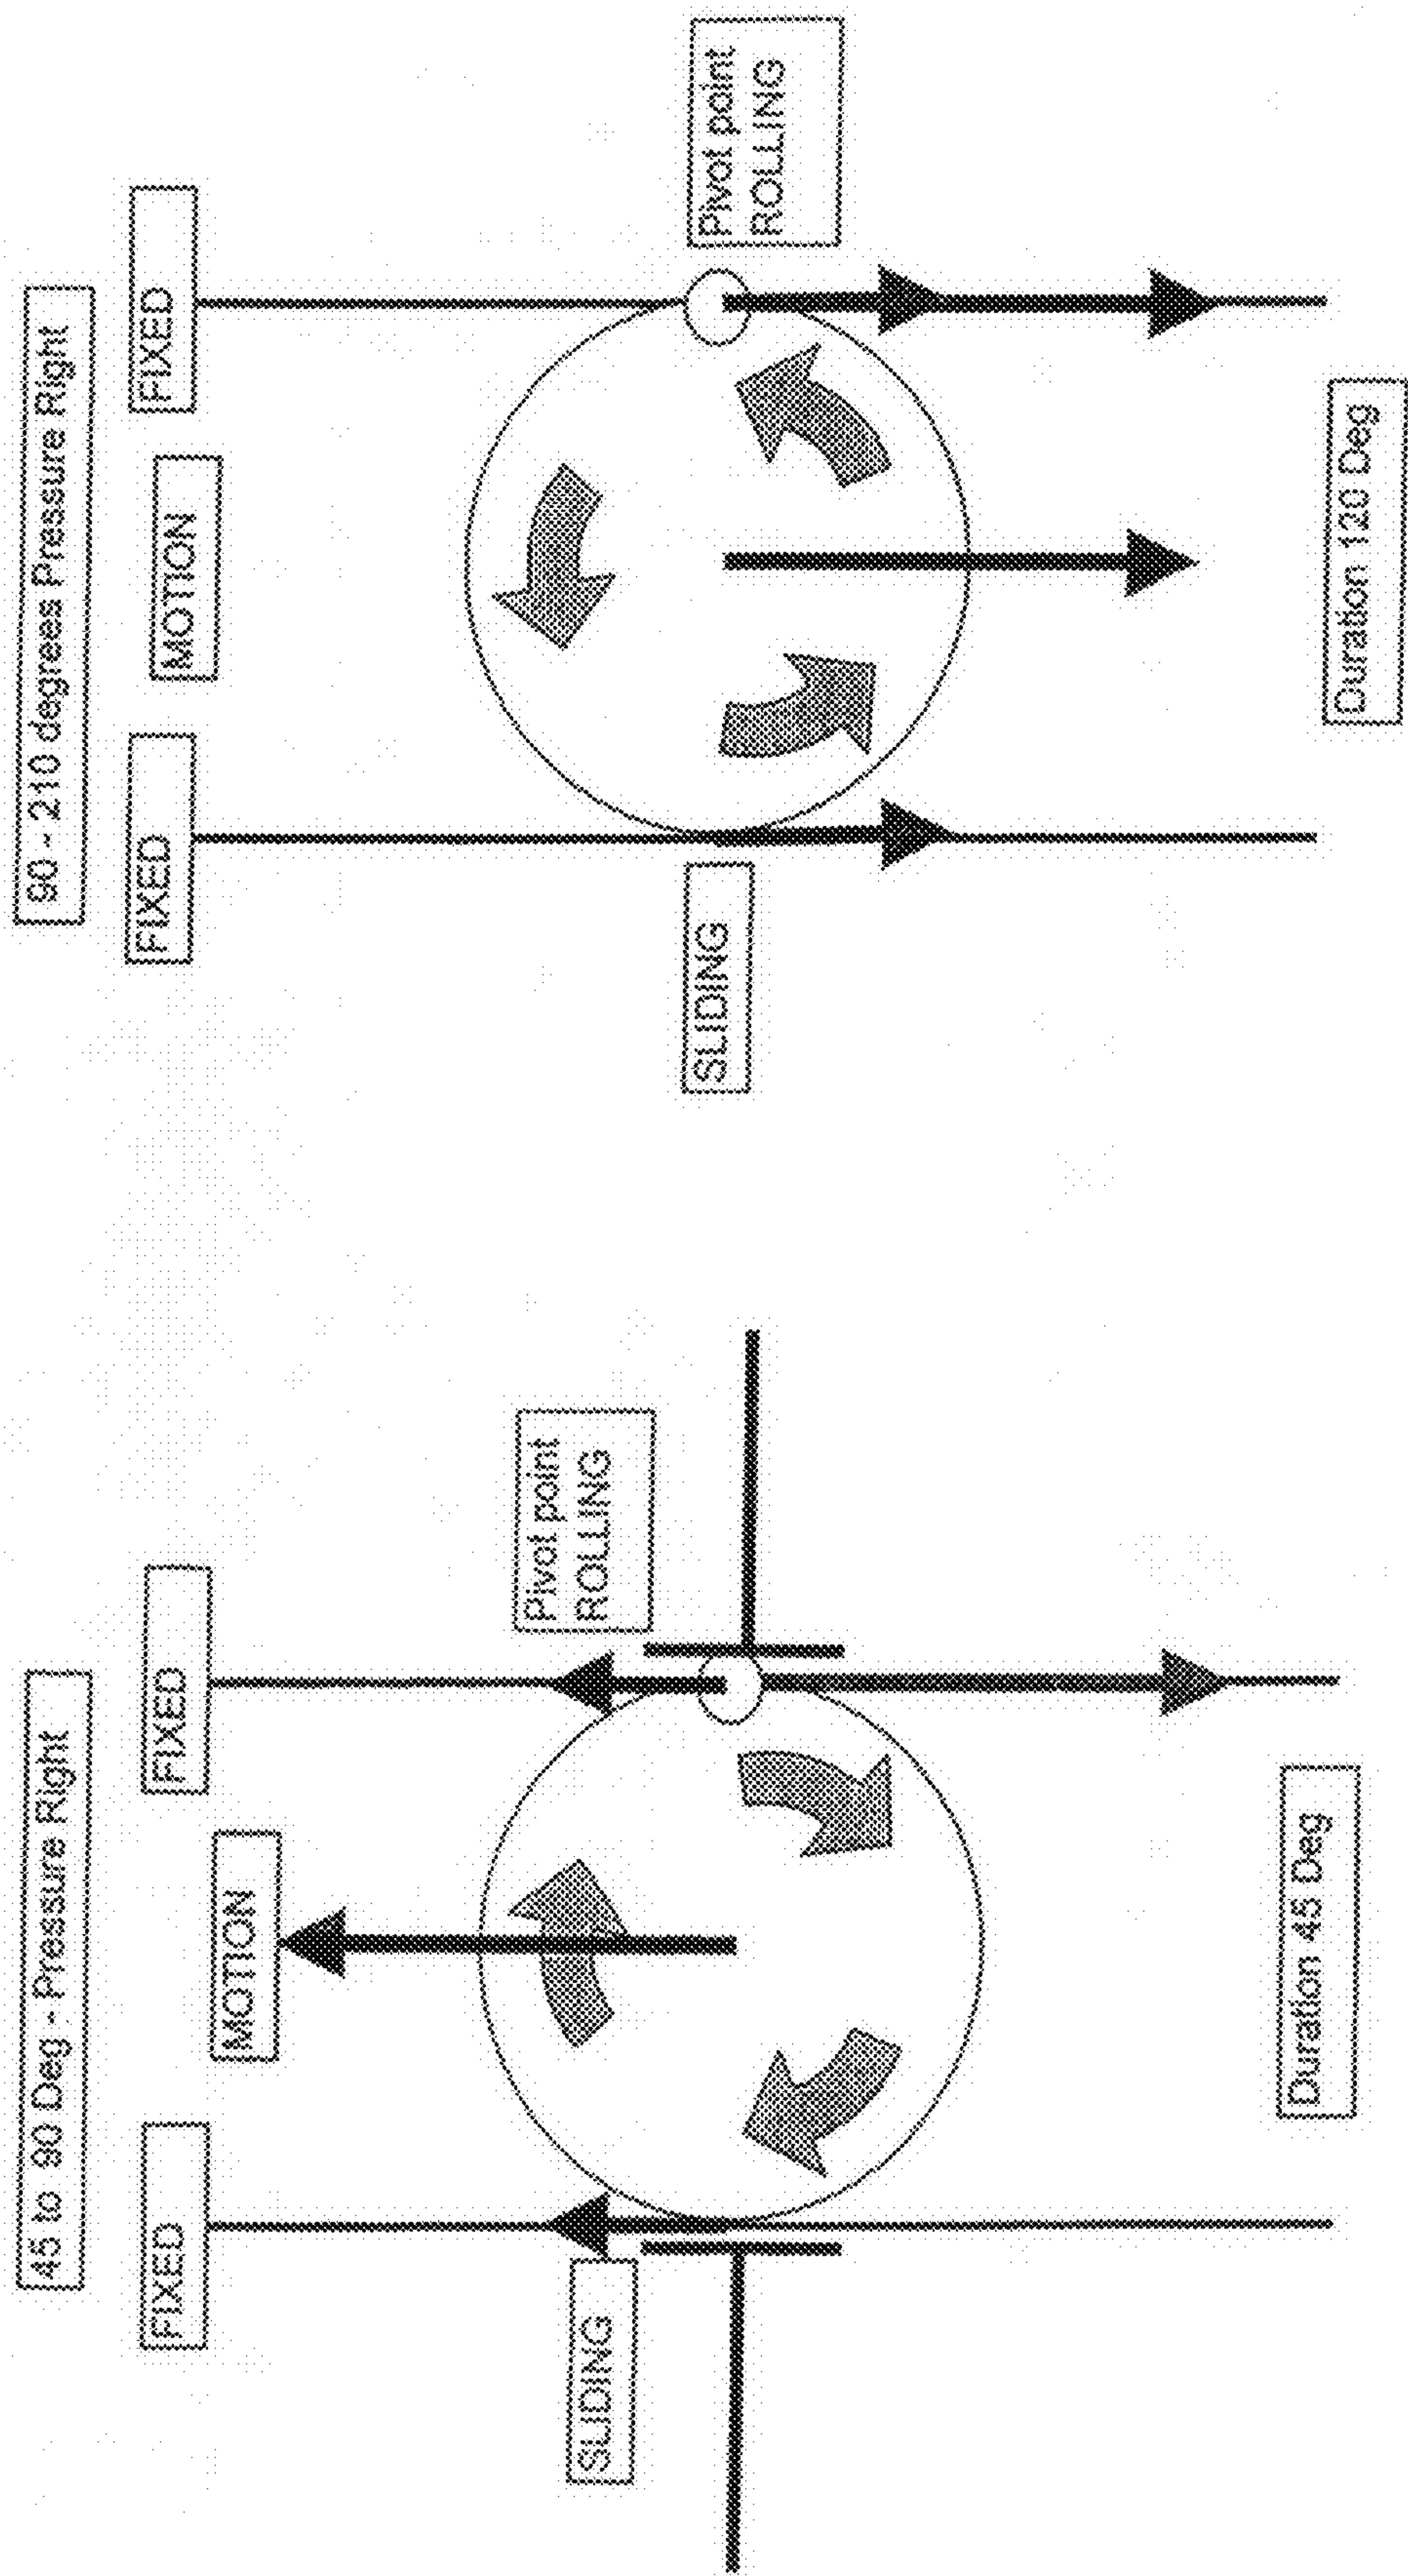 45 to 90 Deg - Pressure Right
FIXED
MOTION
FIXED
SLIDING
Pivot point
ROLLING
Duration 45 Deg
90 - 210 degrees Pressure Right
FIXED
MOTION
FIXED
SLIDING
Pivot point
ROLLING
Duration 120 Deg